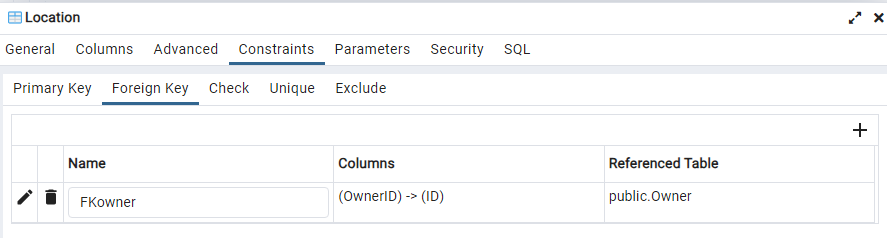 Location
General Columns Advanced Constraints Parameters Security SQL
Primary Key Foreign Key Check Unique Exclude
Name Columns Referenced Table
FKowner (OwnerID) -> (ID) public.Owner